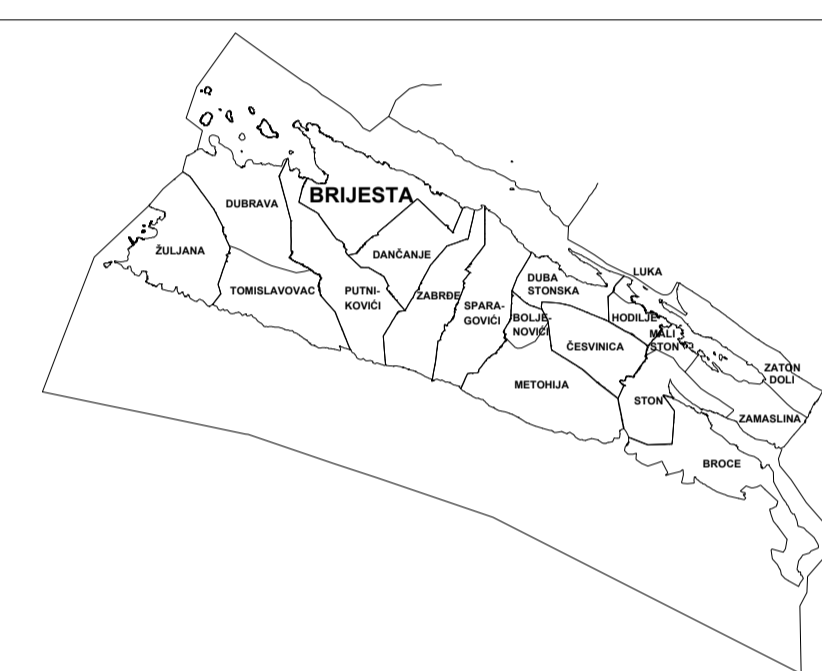 BRIJESTA
DUBRAVA
ŽULJANA
DANČANJE
TOMISLAVOVAC
PUTNI-
KOVIĆI
ZABRĐE
SPARA-
GOVIĆI
DUBA
STONSKA
LUKA
BOLJE-
NOVIĆI
HODILJE
MALI
STON
ČESVINICA
ZATON
DOLI
METOHIJA
STON
ZAMASLINA
BROCE